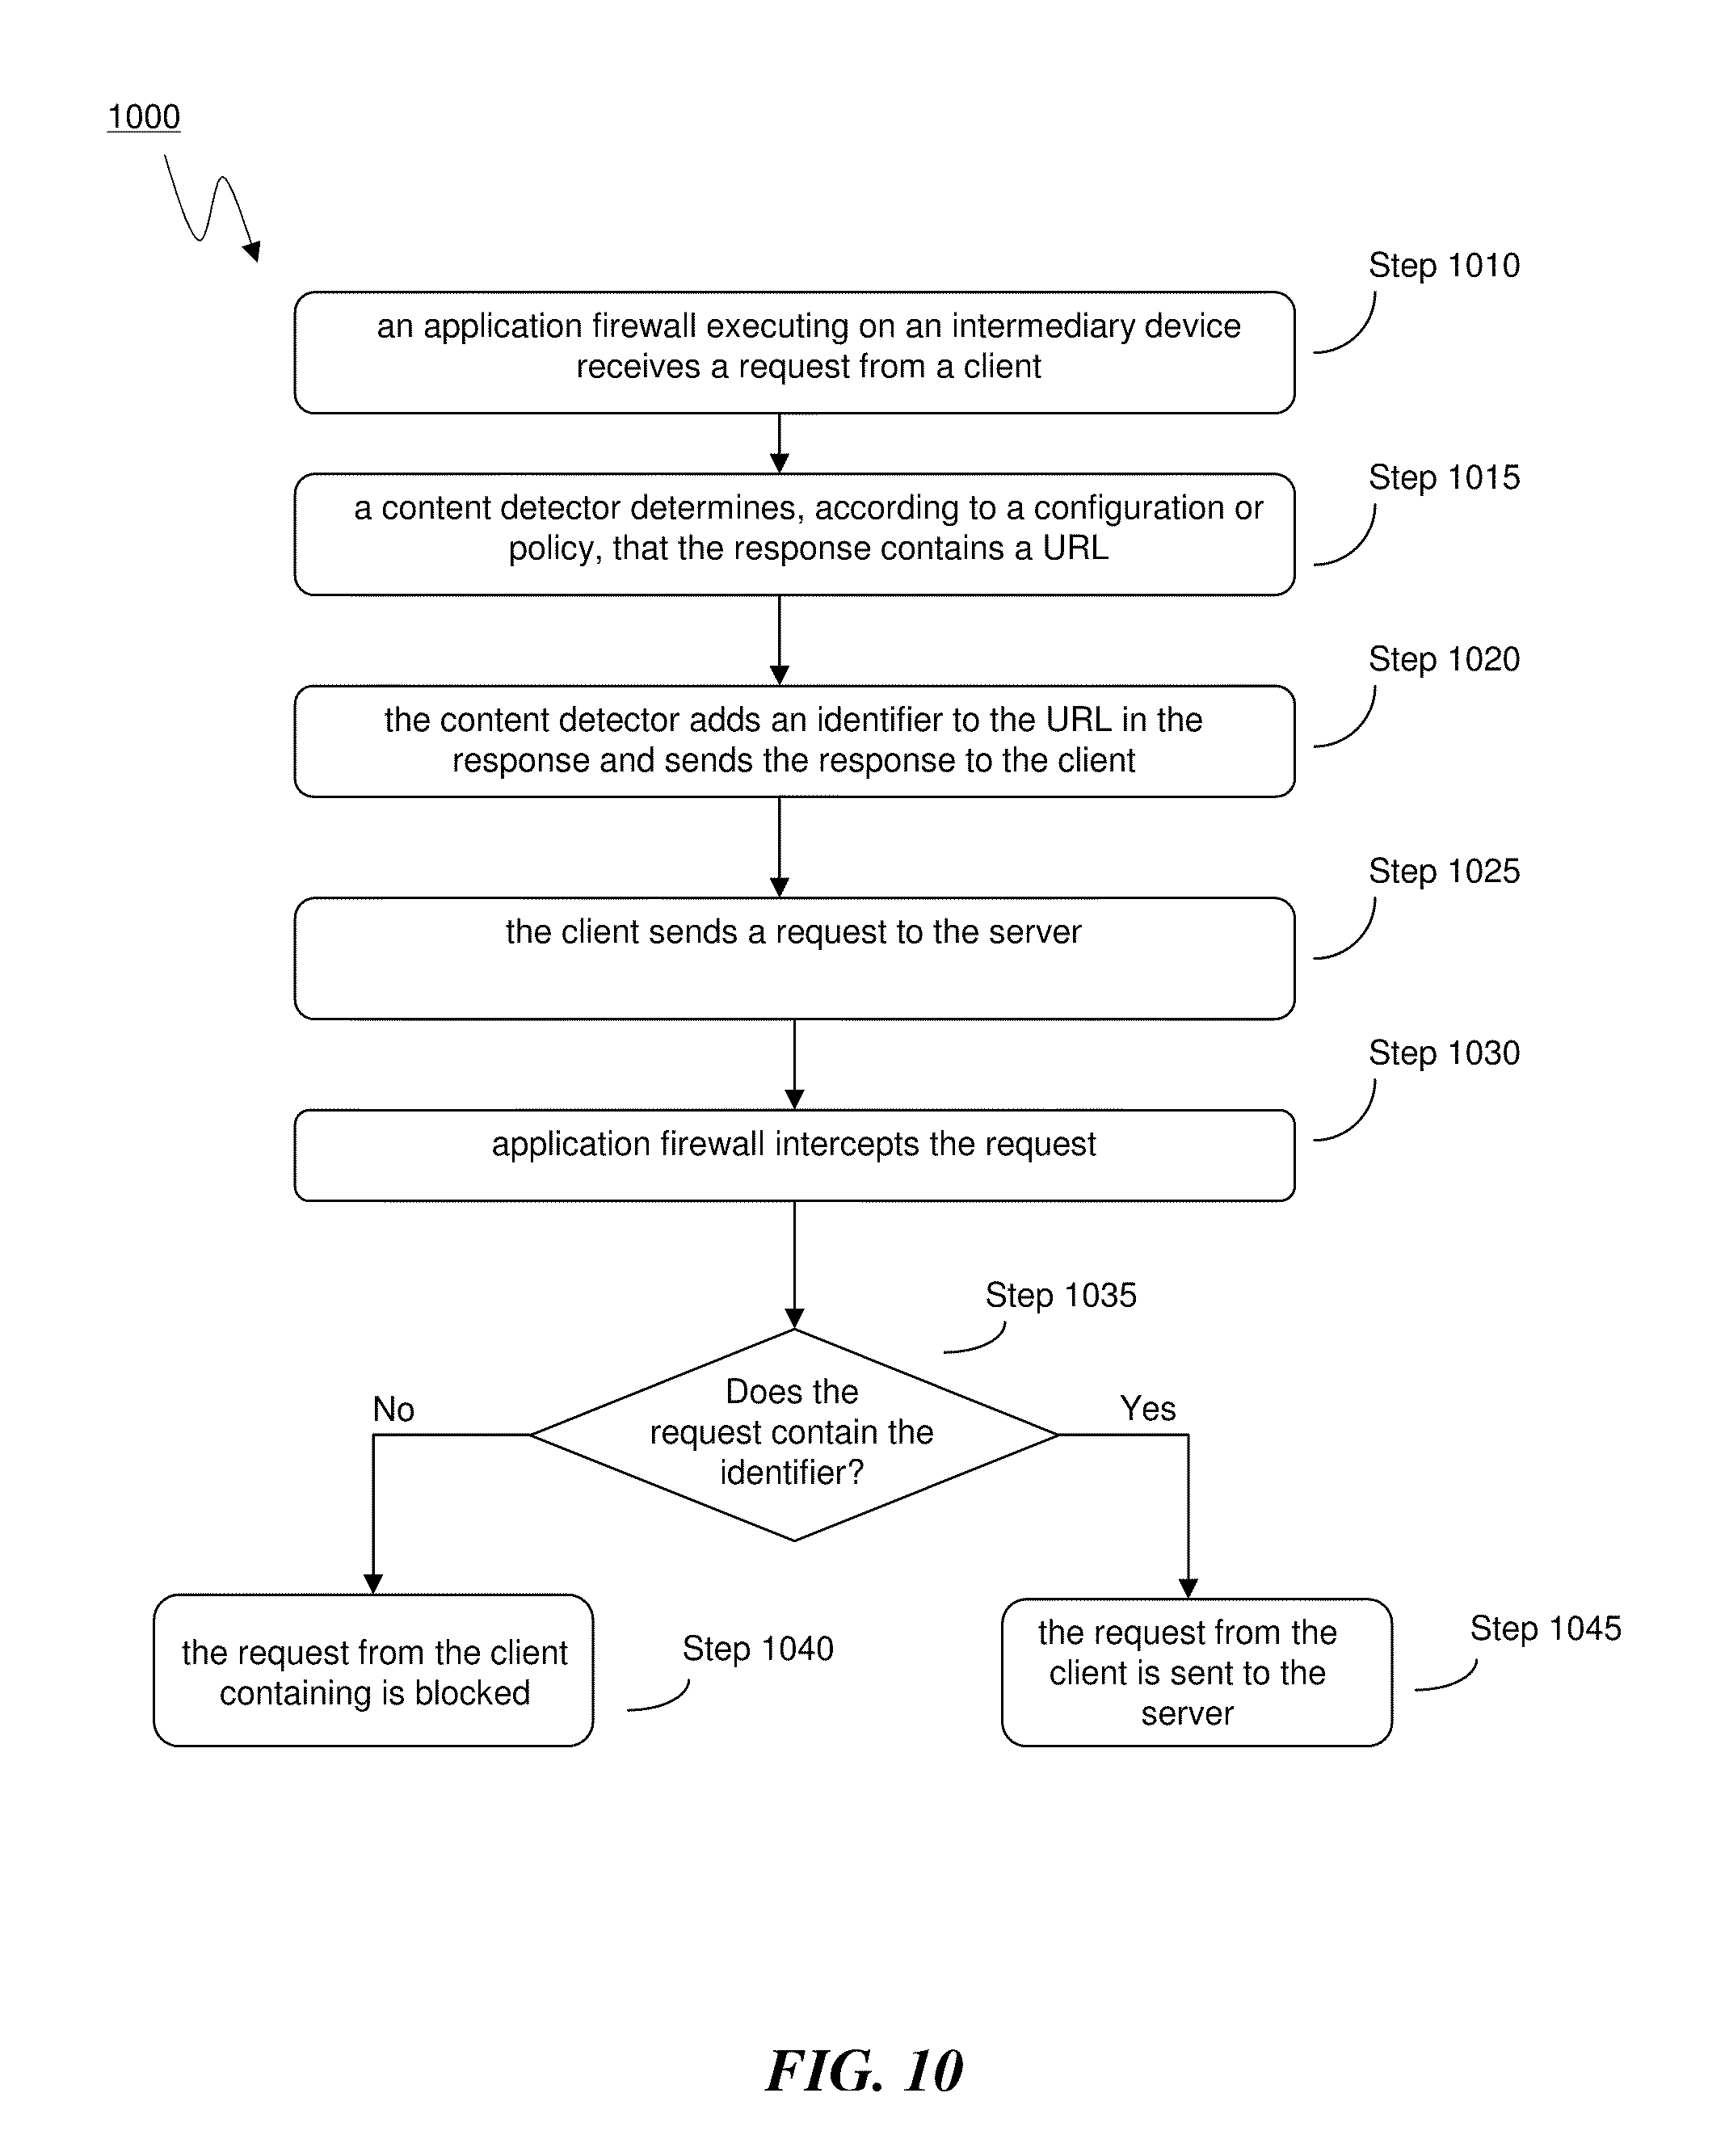 1000
Step 1010
an application firewall executing on an intermediary device
receives a request from a client
Step 1015
a content detector determines, according to a configuration or
policy, that the response contains a URL
Step 1020
the content detector adds an identifier to the URL in the
response and sends the response to the client
Step 1025
the client sends a request to the server
Step 1030
application firewall intercepts the request
Step 1035
Does the
request contain the
identifier?
No
Yes
the request from the client
containing is blocked
Step 1040
the request from the
client is sent to the
server
Step 1045
FIG. 10